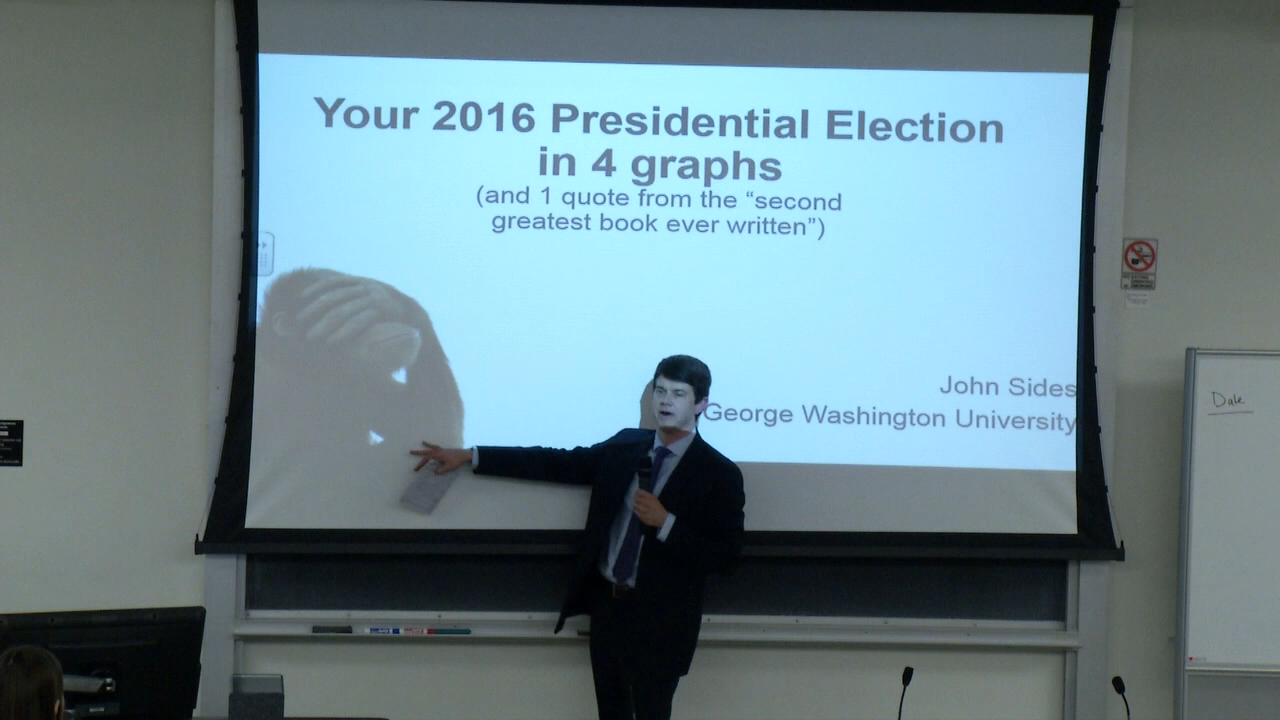 Your 2016 Presidential Election
in 4 graphs
(and 1 quote from the “second
greatest book ever written”)
John Sides
George Washington University
Dale